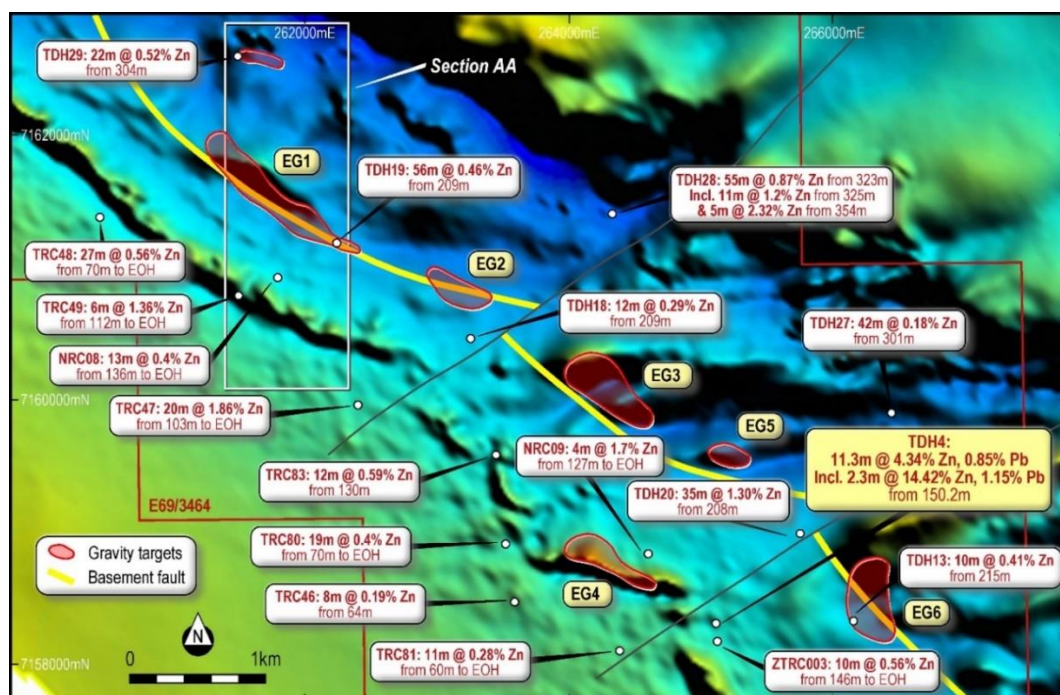 262000mE
264000mE
266000mE
TDH29: 22m @ 0.52% Zn
from 304m
Section AA
7162000mN
EG1
TDH19: 56m @ 0.46% Zn
from 209m
TDH28: 55m @ 0.87% Zn from 323m
Incl. 11m @ 1.2% Zn from 325m
& 5m @ 2.32% Zn from 354m
TRC48: 27m @ 0.56% Zn
from 70m to EOH
EG2
TRC49: 6m @ 1.36% Zn
from 112m to EOH
TDH18: 12m @ 0.29% Zn
from 209m
TDH27: 42m @ 0.18% Zn
from 301m
NRC08: 13m @ 0.4% Zn
from 136m to EOH
EG3
7160000mN
TRC47: 20m @ 1.86% Zn
from 103m to EOH
EG5
NRC09: 4m @ 1.7% Zn
from 127m to EOH
TDH4:
11.3m @ 4.34% Zn, 0.85% Pb
Incl. 2.3m @ 14.42% Zn, 1.15% Pb
from 150.2m
TRC83: 12m @ 0.59% Zn
from 130m
TDH20: 35m @ 1.30% Zn
from 208m
E69/3464
TRC80: 19m @ 0.4% Zn
from 70m to EOH
Gravity targets
Basement fault
TDH13: 10m @ 0.41% Zn
from 215m
EG4
EG6
TRC46: 8m @ 0.19% Zn
from 64m
N
0 1km
7158000mN
TRC81: 11m @ 0.28% Zn
from 60m to EOH
ZTRC003: 10m @ 0.56% Zn
from 146m to EOH